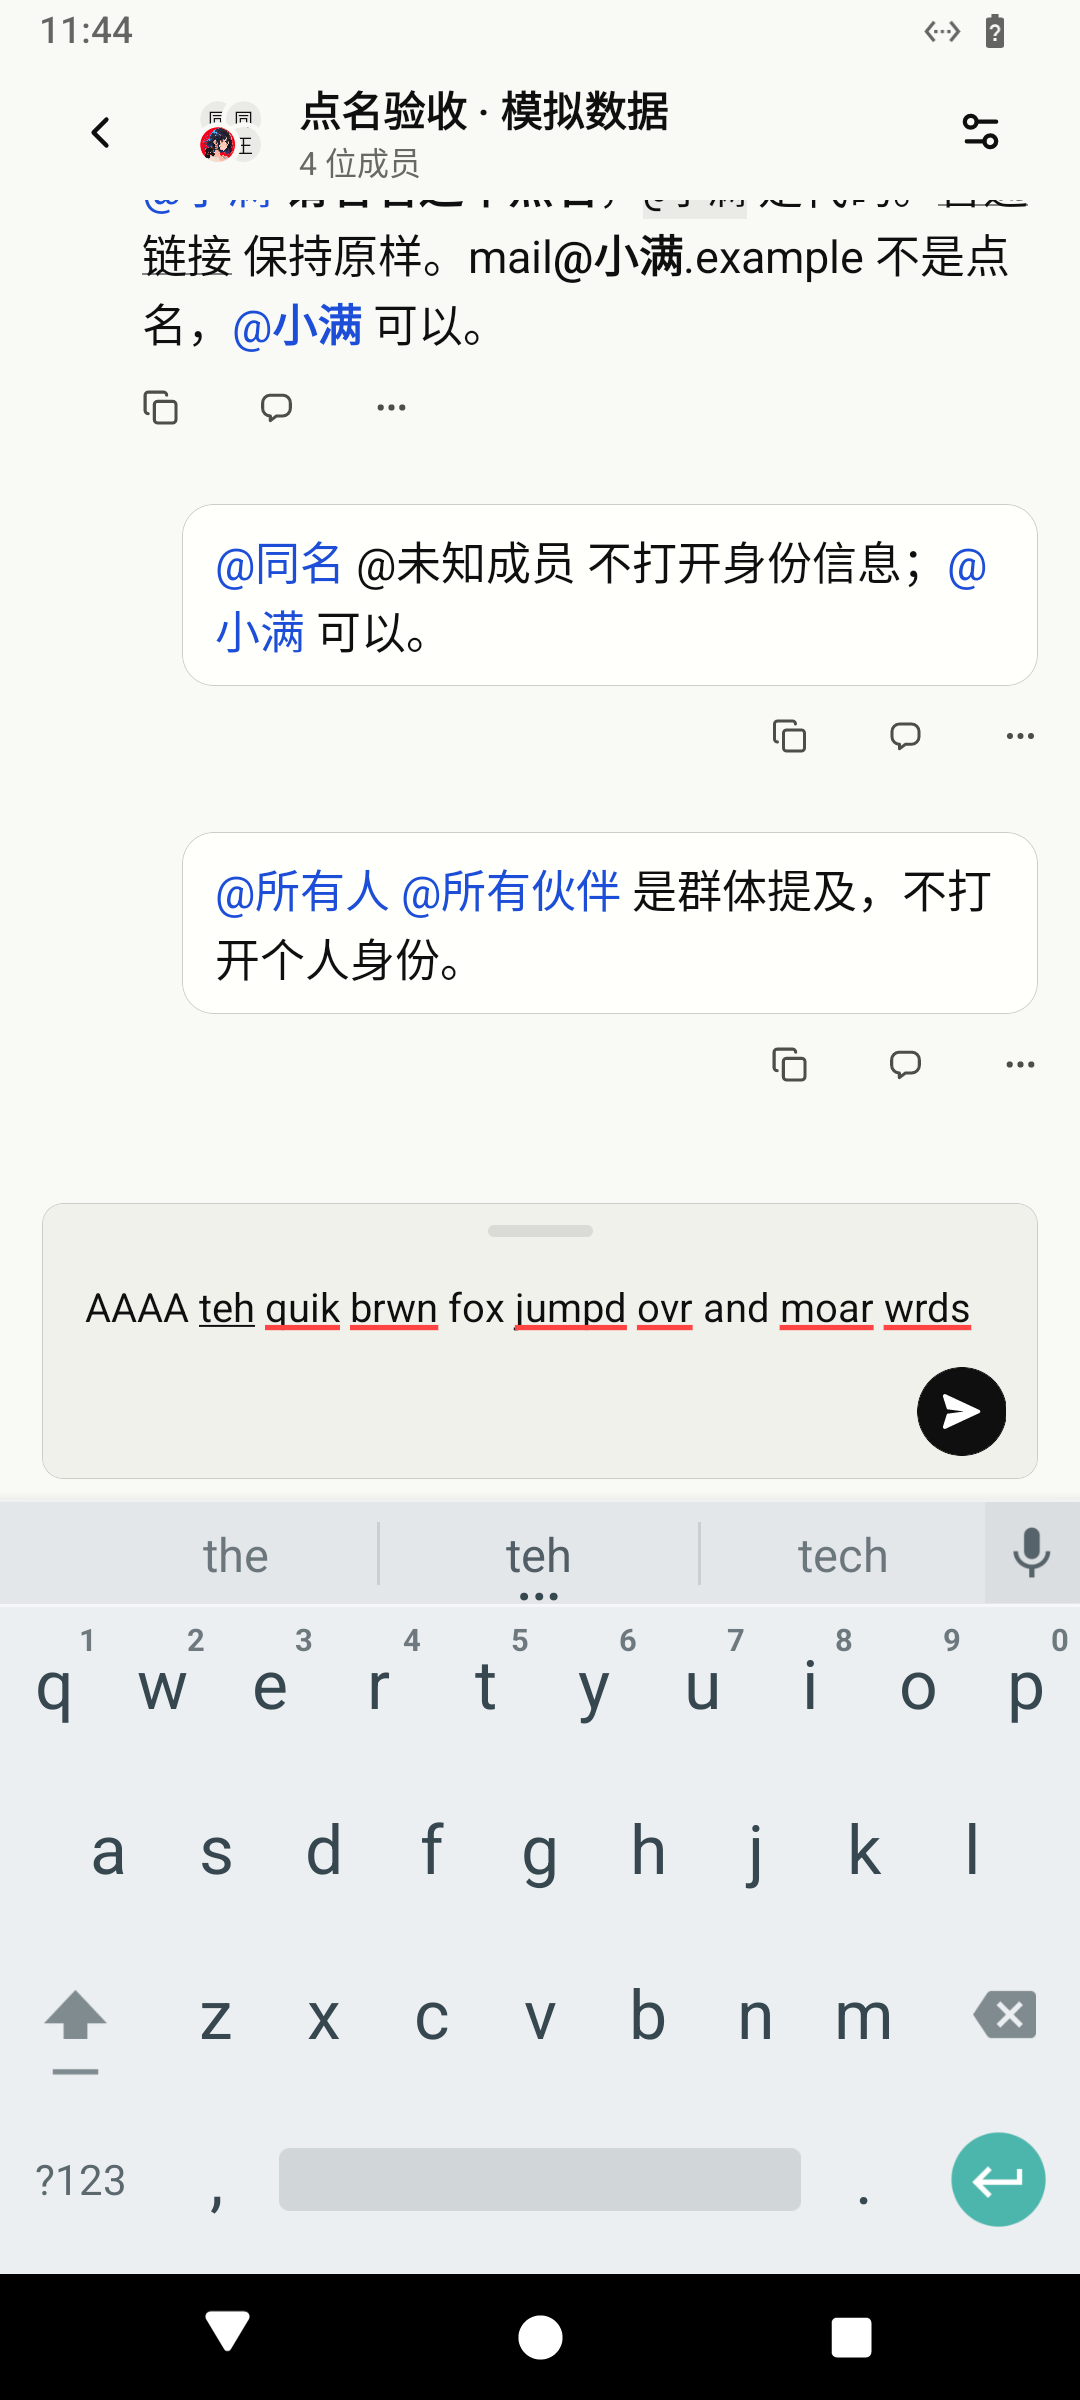 11:44
点名验收 · 模拟数据
4 位成员
链接 保持原样。mail@小满.example 不是点
名，@小满 可以。
@同名 @未知成员 不打开身份信息；@
小满 可以。
@所有人 @所有伙伴 是群体提及，不打
开个人身份。
AAAA teh quik brwn fox jumpd ovr and moar wrds
the teh tech
1 2 3 4 5 6 7 8 9 0
q w e r t y u i o p
a s d f g h j k l
z x c v b n m
?123 , .